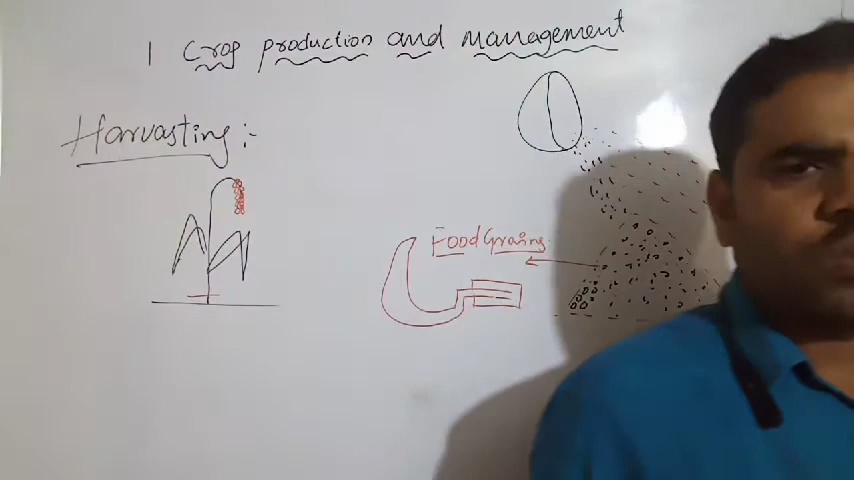 1 Crop production and management
Harvasting :-
Food Grains